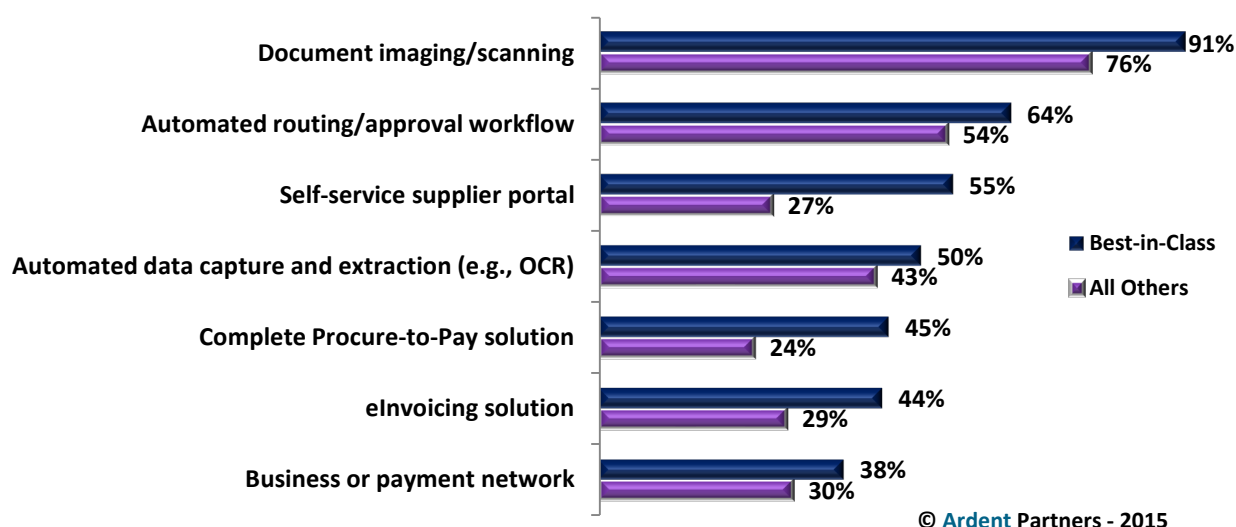 Document imaging/scanning
91%
76%
Automated routing/approval workflow
64%
54%
Self-service supplier portal
55%
27%
Automated data capture and extraction (e.g., OCR)
50%
43%
Complete Procure-to-Pay solution
45%
24%
eInvoicing solution
44%
29%
Business or payment network
38%
30%
Best-in-Class
All Others
© Ardent Partners - 2015